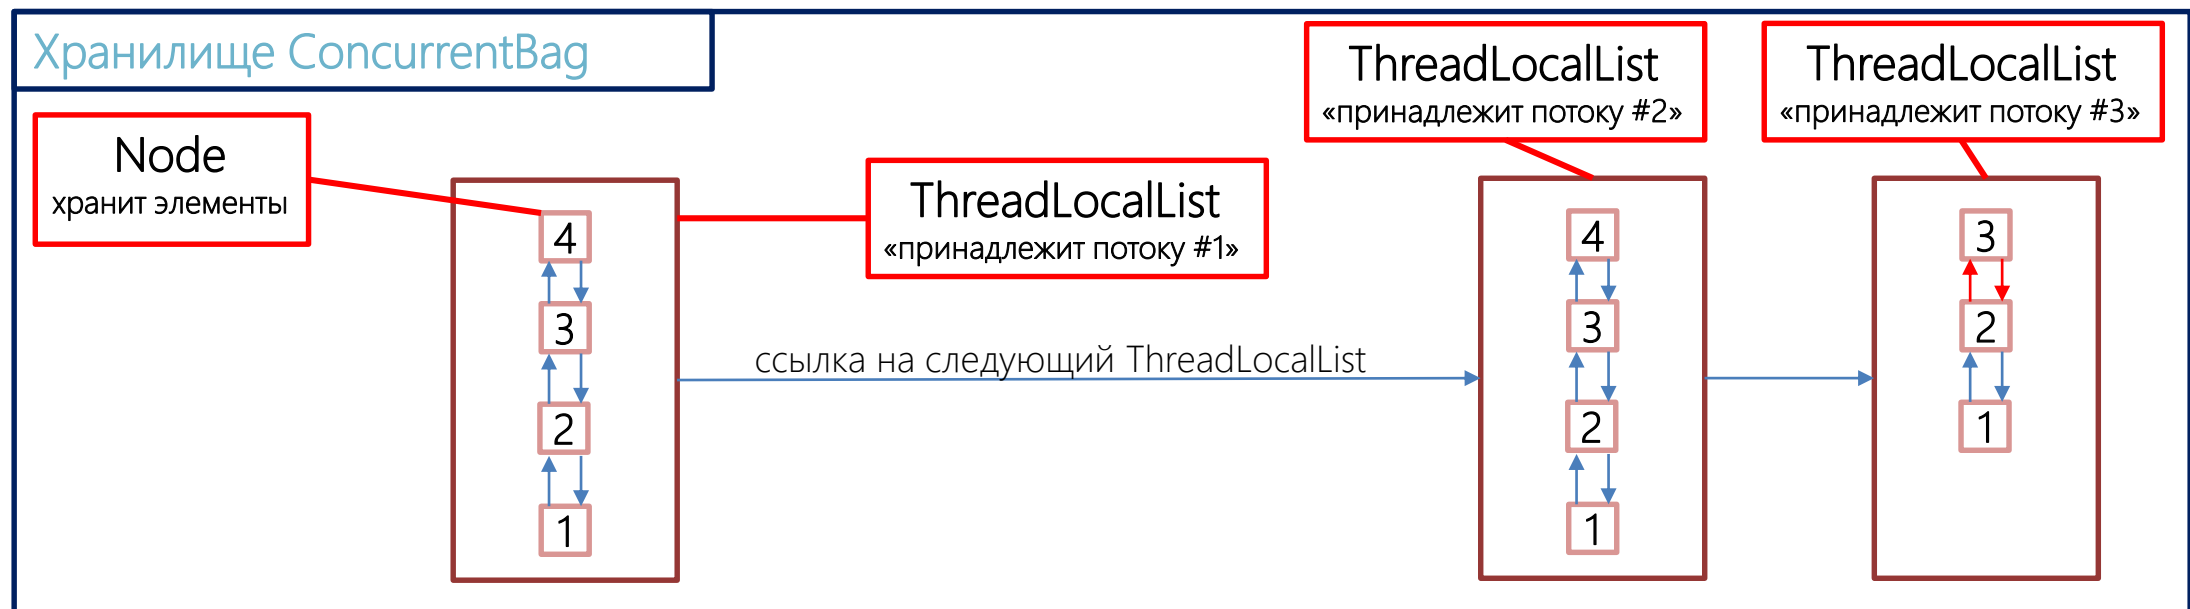 Хранилище ConcurrentBag
Node
хранит элементы
ThreadLocalList
«принадлежит потоку #1»
ThreadLocalList
«принадлежит потоку #2»
ThreadLocalList
«принадлежит потоку #3»
4
3
2
1
ссылка на следующий ThreadLocalList
4
3
2
1
3
2
1